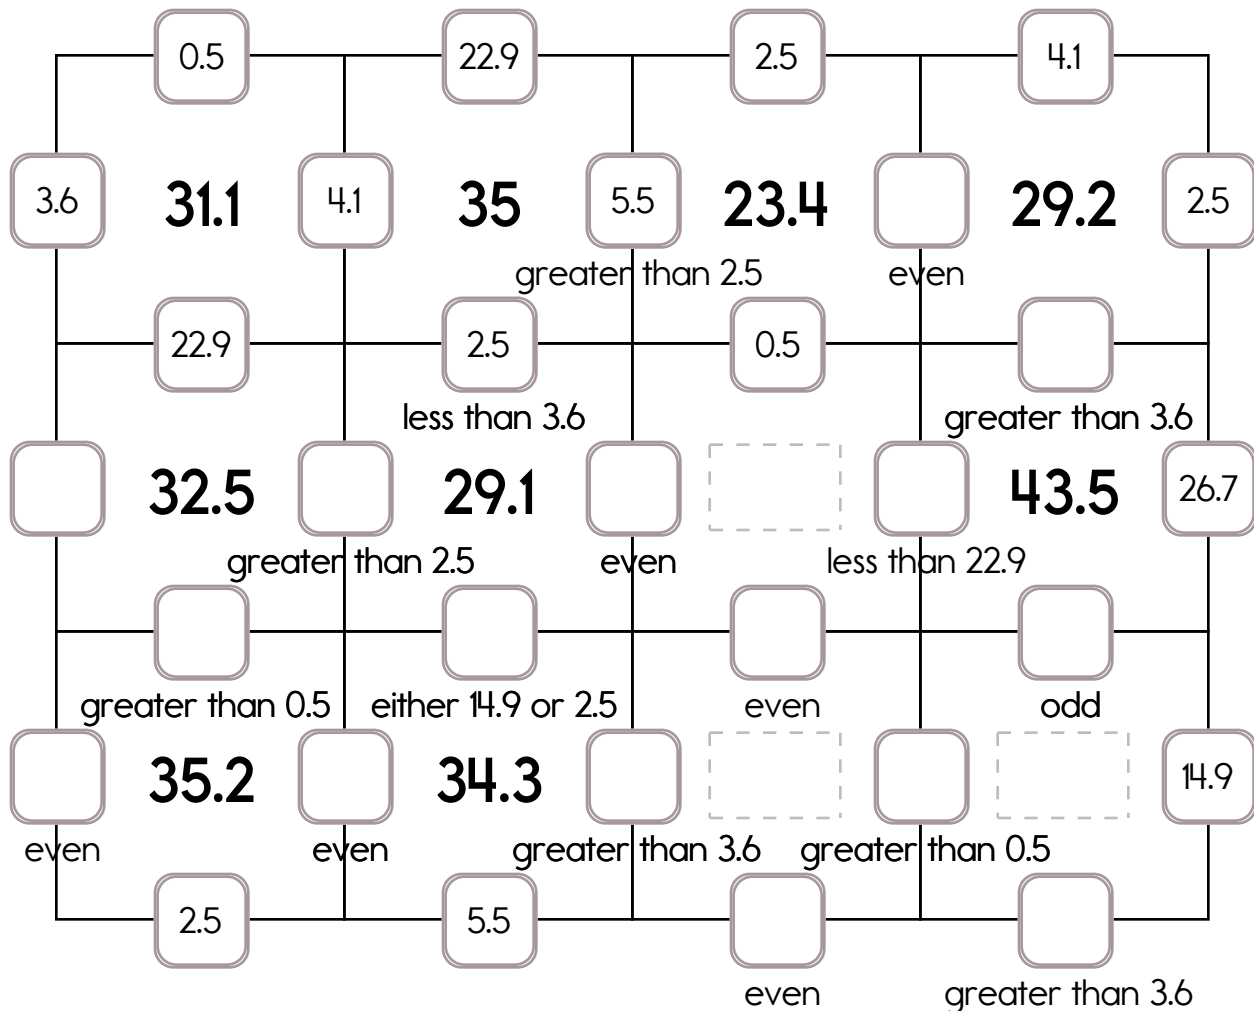 0.5 22.9 2.5 4.1
3.6 31.1 4.1 35 5.5 23.4 29.2 2.5
greater than 2.5 even
22.9 2.5 0.5
less than 3.6 greater than 3.6
32.5 29.1 43.5 26.7
greater than 2.5 even less than 22.9
greater than 0.5 either 14.9 or 2.5 even odd
35.2 34.3 14.9
even even greater than 3.6 greater than 0.5
2.5 5.5
even greater than 3.6